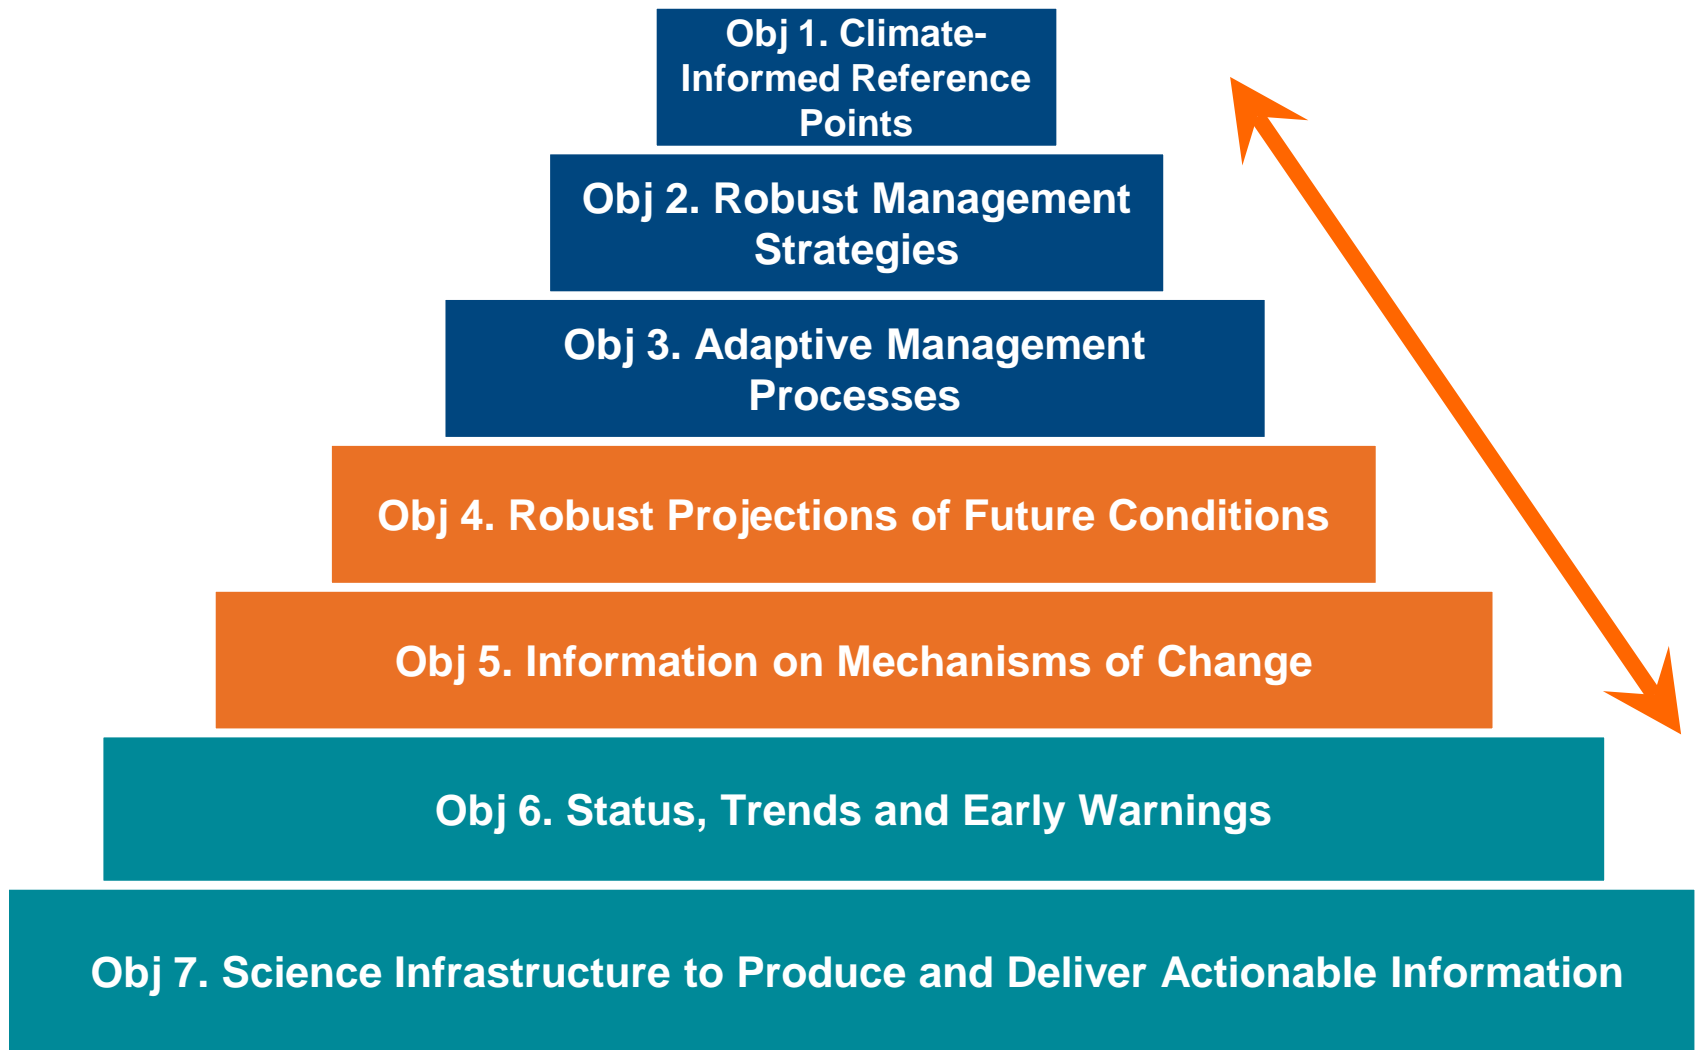 Obj 1. Climate-
Informed Reference
Points
Obj 2. Robust Management
Strategies
Obj 3. Adaptive Management
Processes
Obj 4. Robust Projections of Future Conditions
Obj 5. Information on Mechanisms of Change
Obj 6. Status, Trends and Early Warnings
Obj 7. Science Infrastructure to Produce and Deliver Actionable Information